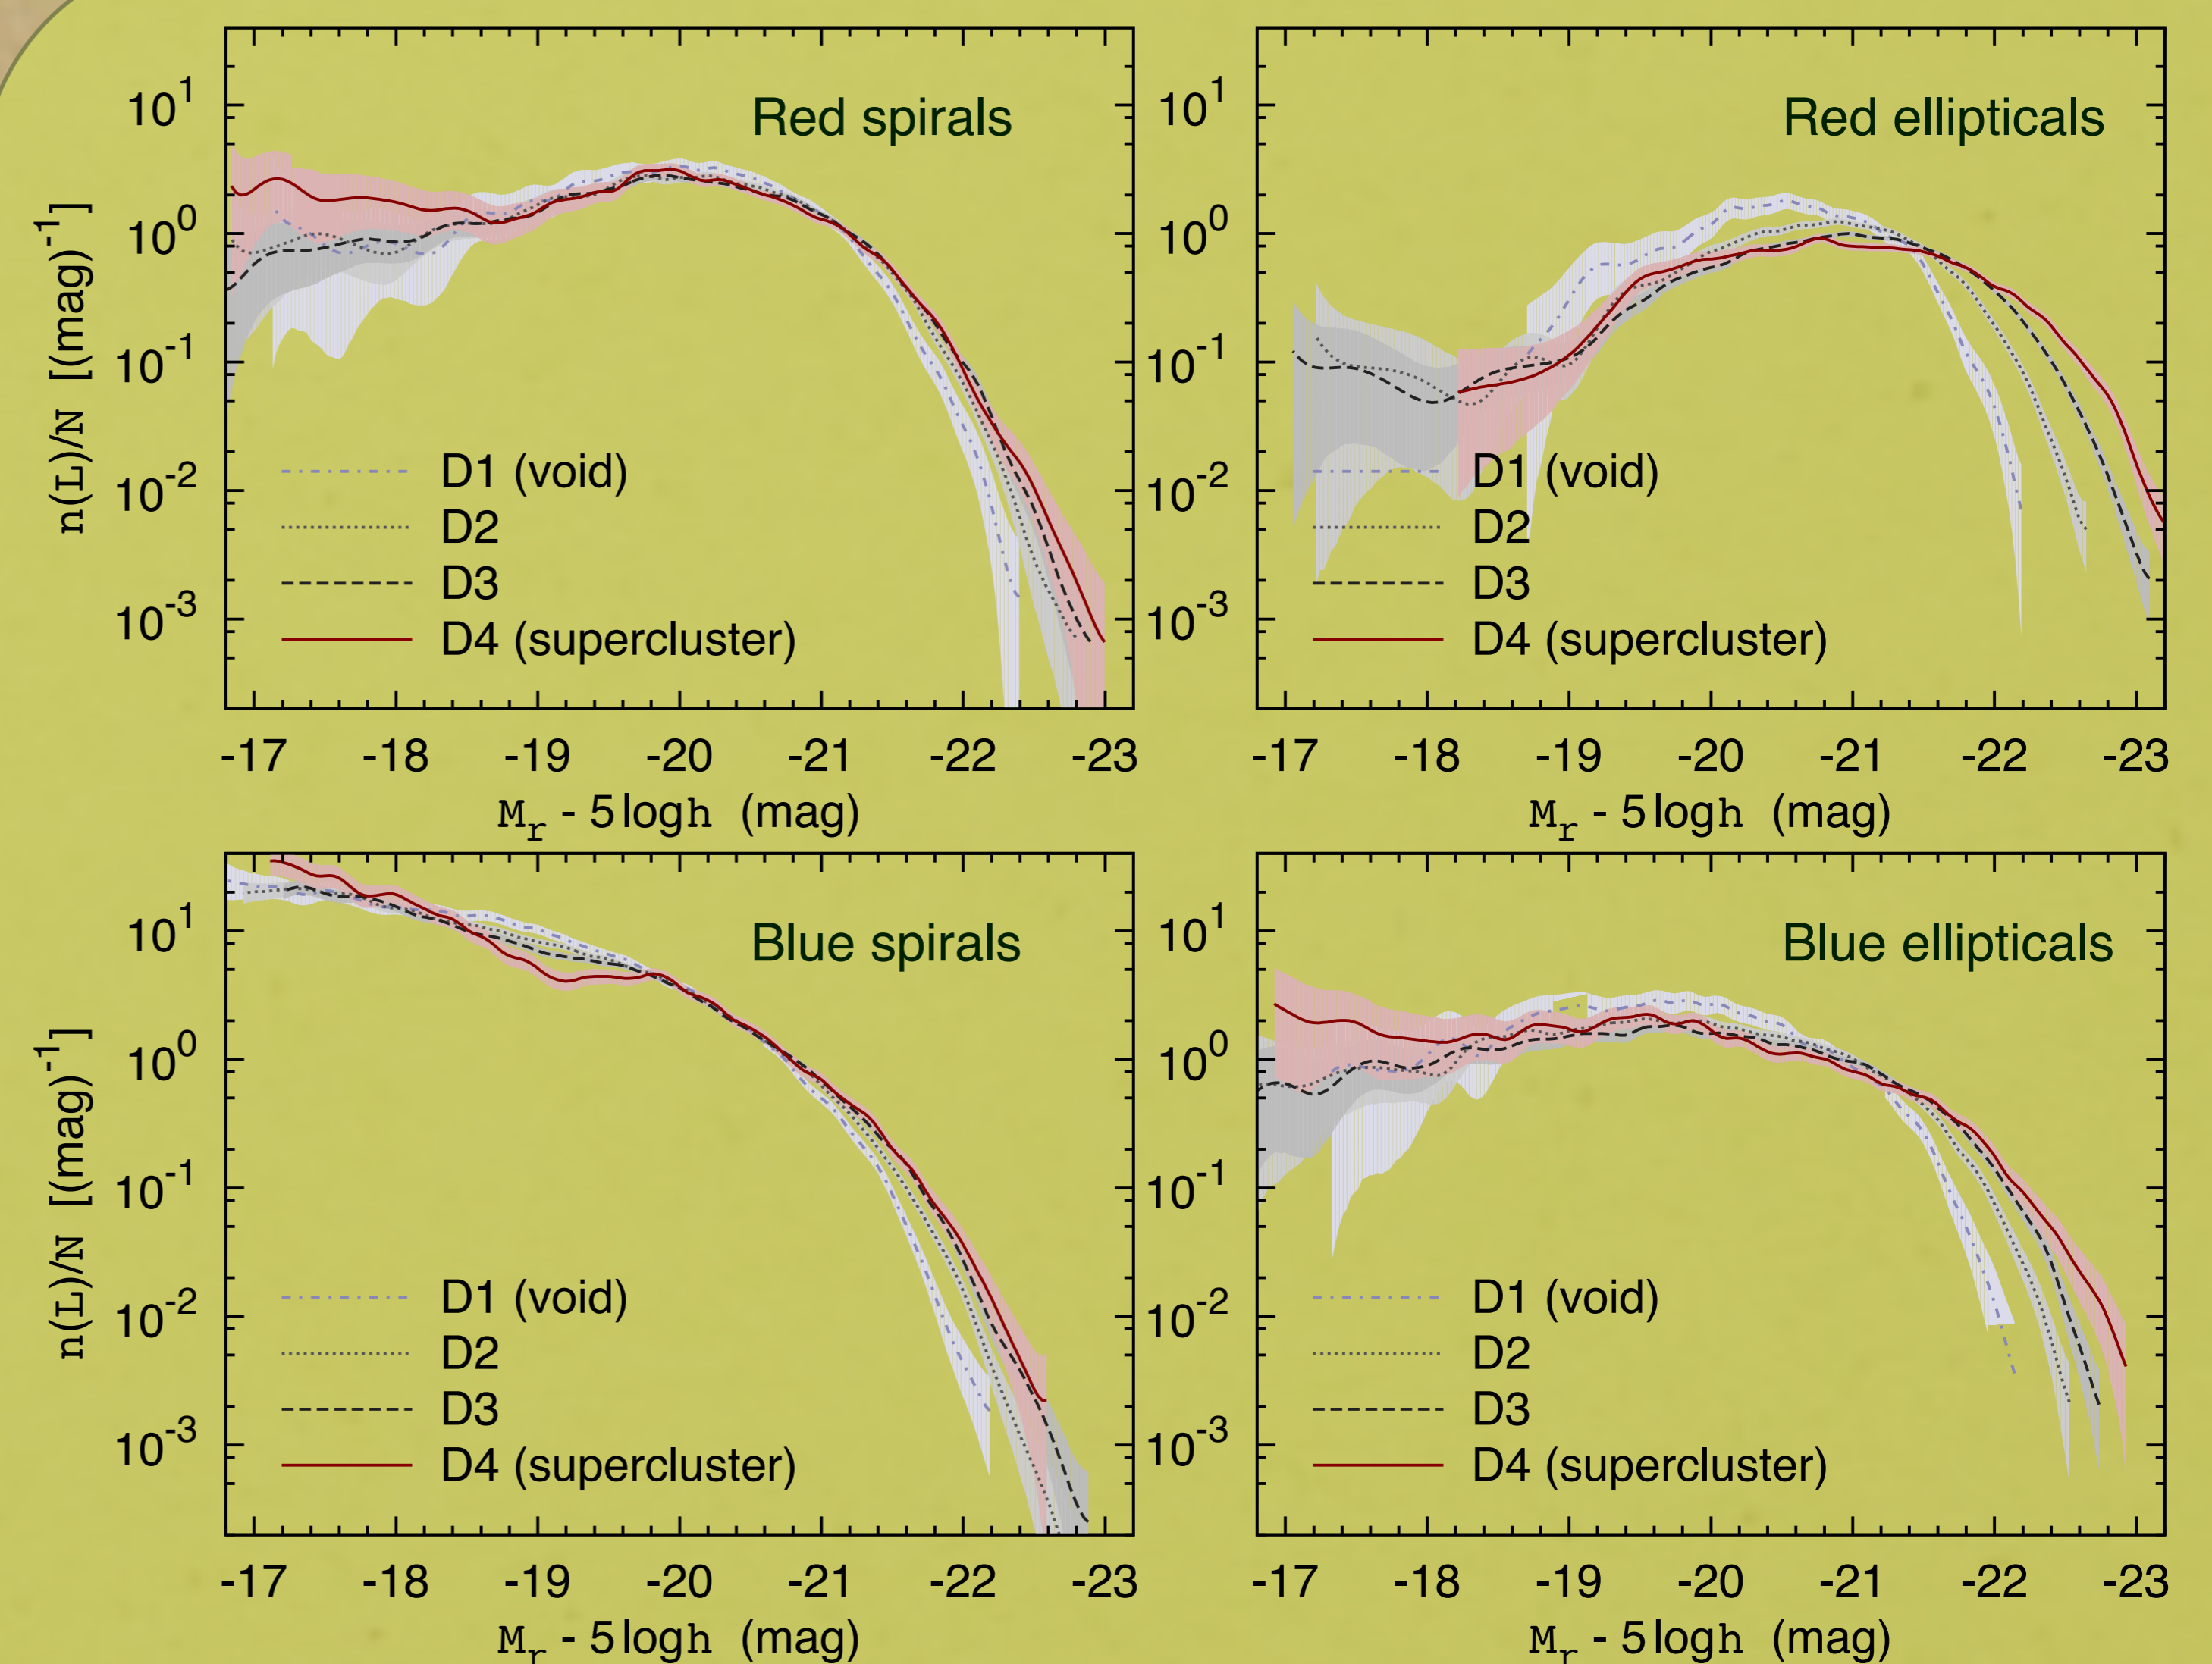 Red spirals
n(L)/N [(mag)^-1]
10^1
10^0
10^-1
10^-2
10^-3
D1 (void)
D2
D3
D4 (supercluster)
-17 -18 -19 -20 -21 -22 -23
M_r - 5logh (mag)
Red ellipticals
10^1
10^0
10^-1
10^-2
10^-3
D1 (void)
D2
D3
D4 (supercluster)
-17 -18 -19 -20 -21 -22 -23
M_r - 5logh (mag)
Blue spirals
n(L)/N [(mag)^-1]
10^1
10^0
10^-1
10^-2
10^-3
D1 (void)
D2
D3
D4 (supercluster)
-17 -18 -19 -20 -21 -22 -23
M_r - 5logh (mag)
Blue ellipticals
10^1
10^0
10^-1
10^-2
10^-3
D1 (void)
D2
D3
D4 (supercluster)
-17 -18 -19 -20 -21 -22 -23
M_r - 5logh (mag)